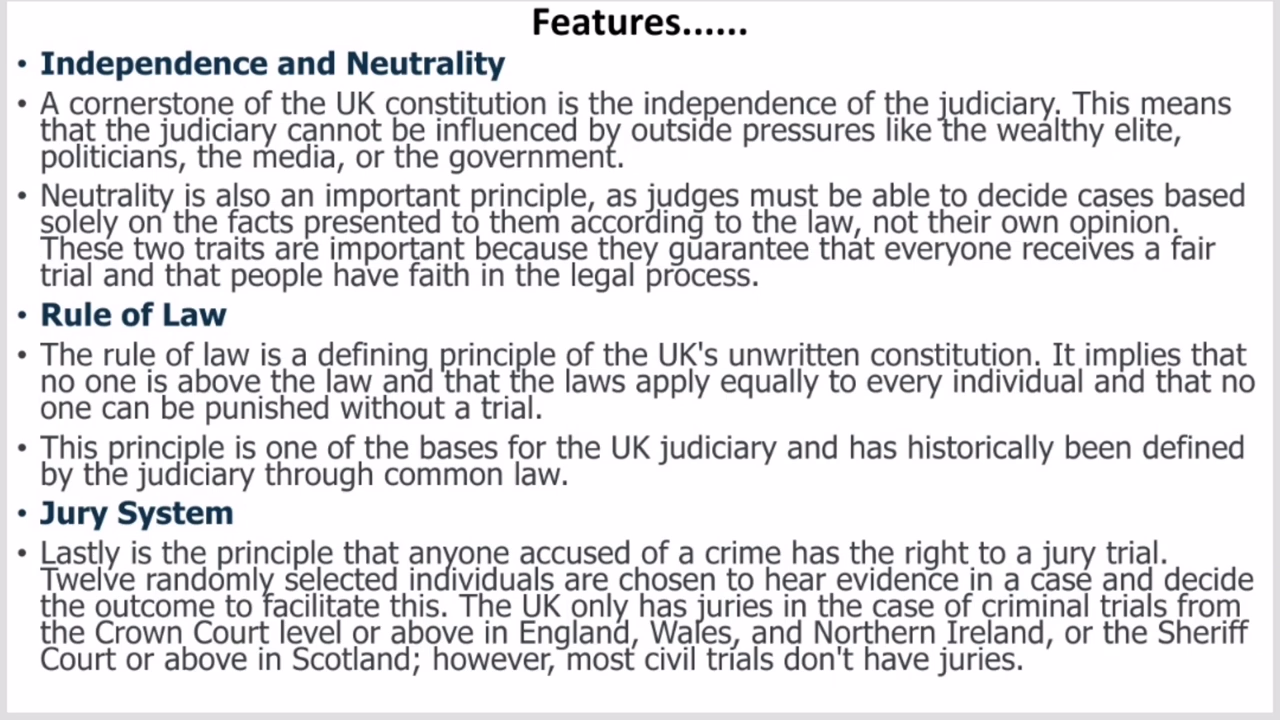 Features......
• Independence and Neutrality
• A cornerstone of the UK constitution is the independence of the judiciary. This means
that the judiciary cannot be influenced by outside pressures like the wealthy elite,
politicians, the media, or the government.
• Neutrality is also an important principle, as judges must be able to decide cases based
solely on the facts presented to them according to the law, not their own opinion.
These two traits are important because they guarantee that everyone receives a fair
trial and that people have faith in the legal process.
• Rule of Law
• The rule of law is a defining principle of the UK's unwritten constitution. It implies that
no one is above the law and that the laws apply equally to every individual and that no
one can be punished without a trial.
• This principle is one of the bases for the UK judiciary and has historically been defined
by the judiciary through common law.
• Jury System
• Lastly is the principle that anyone accused of a crime has the right to a jury trial.
Twelve randomly selected individuals are chosen to hear evidence in a case and decide
the outcome to facilitate this. The UK only has juries in the case of criminal trials from
the Crown Court level or above in England, Wales, and Northern Ireland, or the Sheriff
Court or above in Scotland; however, most civil trials don't have juries.